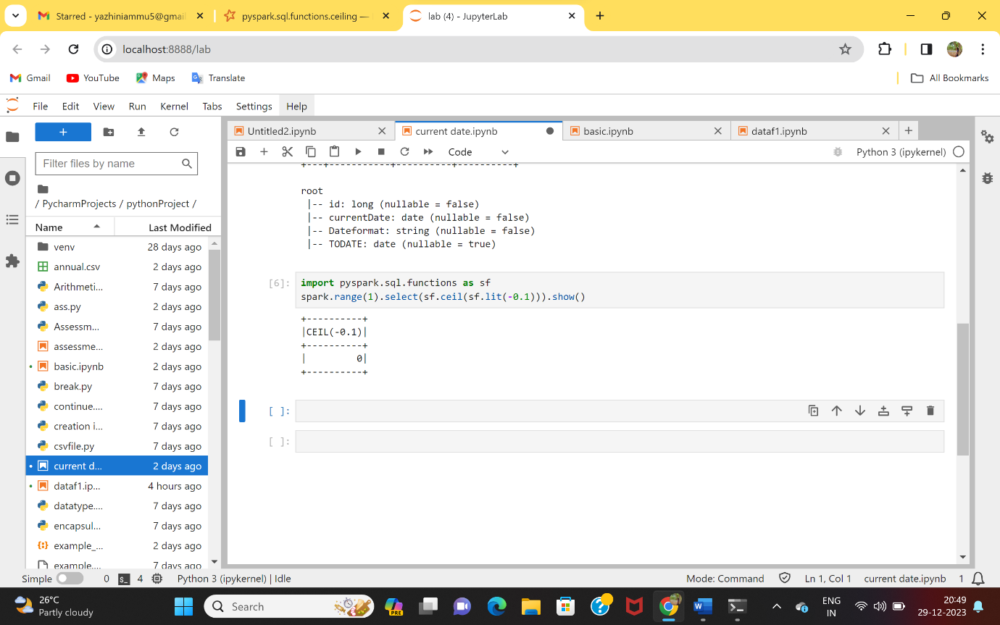 Starred - yazhiniammu5@gmai
pyspark.sql.functions.ceiling —
lab (4) - JupyterLab
localhost:8888/lab
Gmail
YouTube
Maps
Translate
All Bookmarks
File Edit View Run Kernel Tabs Settings Help
Filter files by name
/ PycharmProjects / pythonProject /
Name Last Modified
venv 28 days ago
annual.csv 2 days ago
Arithmeti... 7 days ago
ass.py 2 days ago
Assessm... 7 days ago
assessme... 2 days ago
basic.ipynb 2 days ago
break.py 7 days ago
continue.... 7 days ago
creation i... 7 days ago
csvfile.py 7 days ago
current d... 2 days ago
dataf1.ip... 4 hours ago
datatype.... 7 days ago
encapsul... 7 days ago
example_... 2 days ago
example.... 7 days ago
Untitled2.ipynb
current date.ipynb
basic.ipynb
dataf1.ipynb
Code
Python 3 (ipykernel)
+---+-----------+----------+----------+
root
|-- id: long (nullable = false)
|-- currentDate: date (nullable = false)
|-- Dateformat: string (nullable = false)
|-- TODATE: date (nullable = true)
[6]: import pyspark.sql.functions as sf
spark.range(1).select(sf.ceil(sf.lit(-0.1))).show()
+----------+
|CEIL(-0.1)|
+----------+
|         0|
+----------+
[ ]:
[ ]:
Simple 0 4 Python 3 (ipykernel) | Idle
Mode: Command Ln 1, Col 1 current date.ipynb 1
26°C
Partly cloudy
Search
PRE
ENG
IN
20:49
29-12-2023